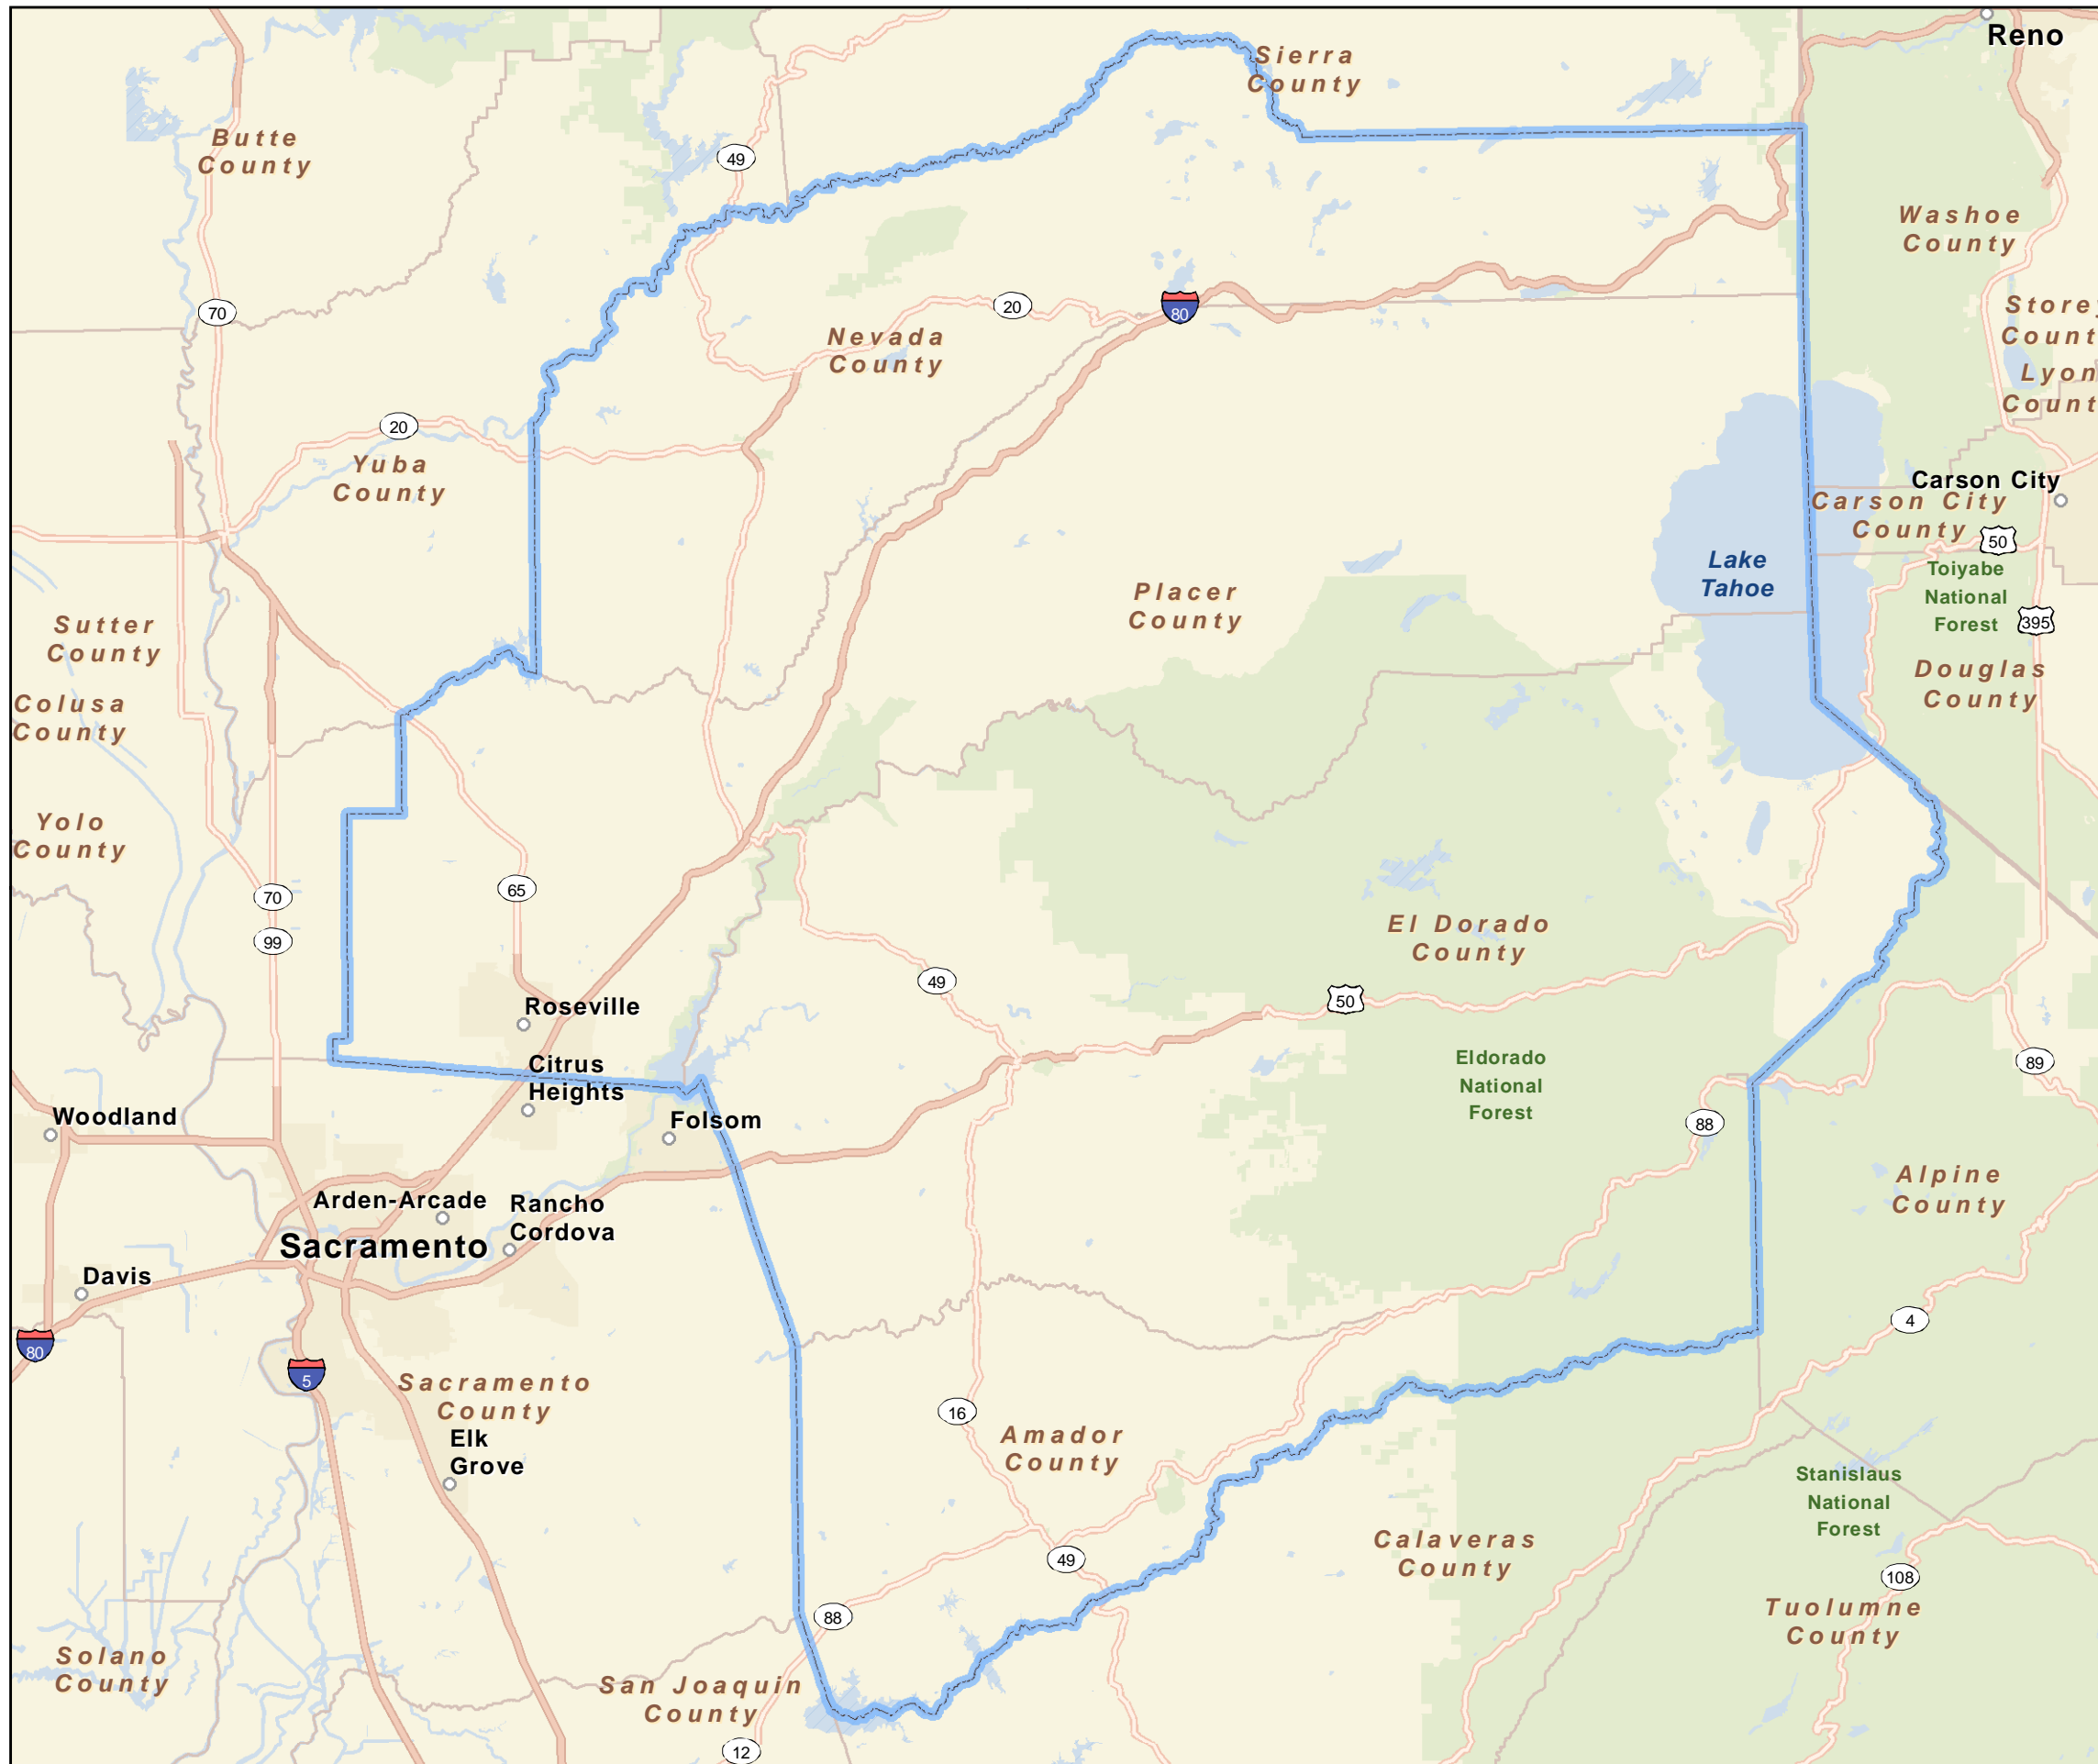 Reno
Sierra
County
Butte
County
49
Washoe
County
70
20
80
Storey
Count
Nevada
County
Lyon
Count
20
Yuba
County
Carson City
Carson City
County
50
Lake
Tahoe
Toiyabe
National
Forest
395
Placer
County
Sutter
County
Douglas
County
Colusa
County
Yolo
County
65
70
99
El Dorado
County
49
50
Roseville
Citrus
Heights
Eldorado
National
Forest
89
Woodland
Folsom
88
Alpine
County
Arden-Arcade
Rancho
Cordova
Sacramento
Davis
80
4
5
Sacramento
County
16
Elk
Grove
Amador
County
Stanislaus
National
Forest
Calaveras
County
49
108
88
Tuolumne
County
Solano
County
San Joaquin
County
12